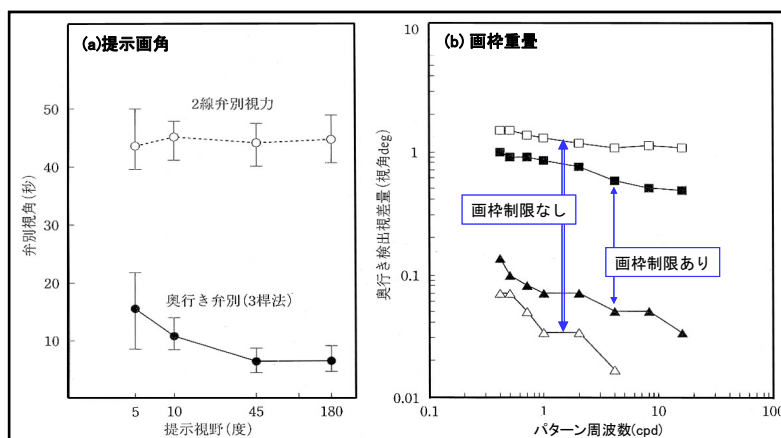 (a)提示画角
2線弁別視力
50
40
30
20
10
弁別視角(秒)
奥行き弁別(3桿法)
5
10
45
180
提示視野(度)
(b) 画枠重畳
10
1
0.1
0.01
奥行き検出視差量(視角deg)
画枠制限なし
画枠制限あり
0.1
1
10
100
パターン周波数(cpd)